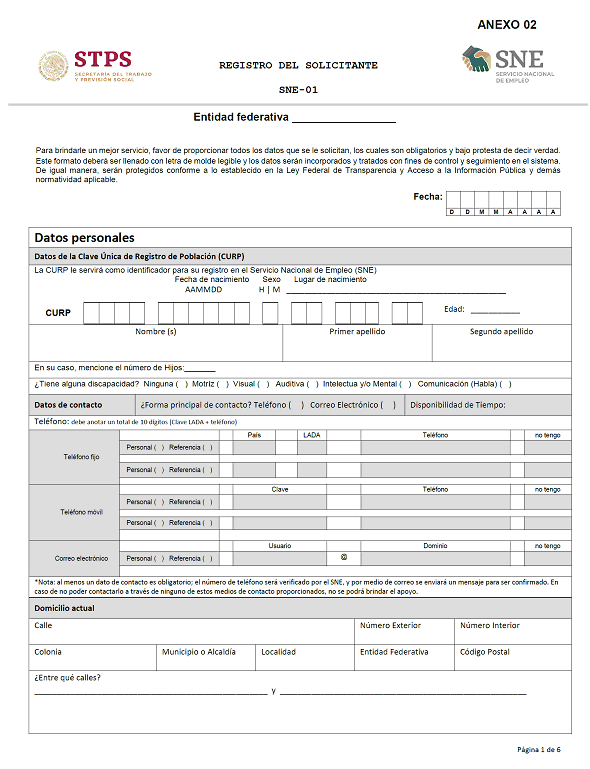 ANEXO 02
STPS
SECRETARÍA DEL TRABAJO
Y PREVISIÓN SOCIAL
REGISTRO DEL SOLICITANTE
SNE-01
SNE
SERVICIO NACIONAL
DE EMPLEO
Entidad federativa ________________
Para brindarle un mejor servicio, favor de proporcionar todos los datos que se le solicitan, los cuales son obligatorios y bajo protesta de decir verdad.
Este formato deberá ser llenado con letra de molde legible y los datos serán incorporados y tratados con fines de control y seguimiento en el sistema.
De igual manera, serán protegidos conforme a lo establecido en la Ley Federal de Transparencia y Acceso a la Información Pública y demás
normatividad aplicable.
Fecha:
D D M M A A A A
Datos personales
Datos de la Clave Única de Registro de Población (CURP)
La CURP le servirá como identificador para su registro en el Servicio Nacional de Empleo (SNE)
Fecha de nacimiento Sexo Lugar de nacimiento
AAMMDD H | M ________________
CURP Edad: __________
Nombre (s) Primer apellido Segundo apellido
En su caso, mencione el número de Hijos:_______
¿Tiene alguna discapacidad? Ninguna ( ) Motríz ( ) Visual ( ) Auditiva ( ) Intelectua y/o Mental ( ) Comunicación (Habla) ( )
Datos de contacto ¿Forma principal de contacto? Teléfono ( ) Correo Electrónico ( ) Disponibilidad de Tiempo:
Teléfono: debe anotar un total de 10 dígitos (Clave LADA + teléfono)
País LADA Teléfono no tengo
Teléfono fijo
Personal ( ) Referencia ( )
Personal ( ) Referencia ( )
Clave Teléfono no tengo
Teléfono móvil
Personal ( ) Referencia ( )
Personal ( ) Referencia ( )
Usuario Dominio no tengo
Correo electrónico Personal ( ) Referencia ( ) @
*Nota: al menos un dato de contacto es obligatorio; el número de teléfono será verificado por el SNE, y por medio de correo se enviará un mensaje para ser confirmado. En
caso de no poder contactarlo a través de ninguno de estos medios de contacto proporcionados, no se podrá brindar el apoyo.
Domicilio actual
Calle Número Exterior Número Interior
Colonia Municipio o Alcaldía Localidad Entidad Federativa Código Postal
¿Entre qué calles?
________________ y ________________
Página 1 de 6